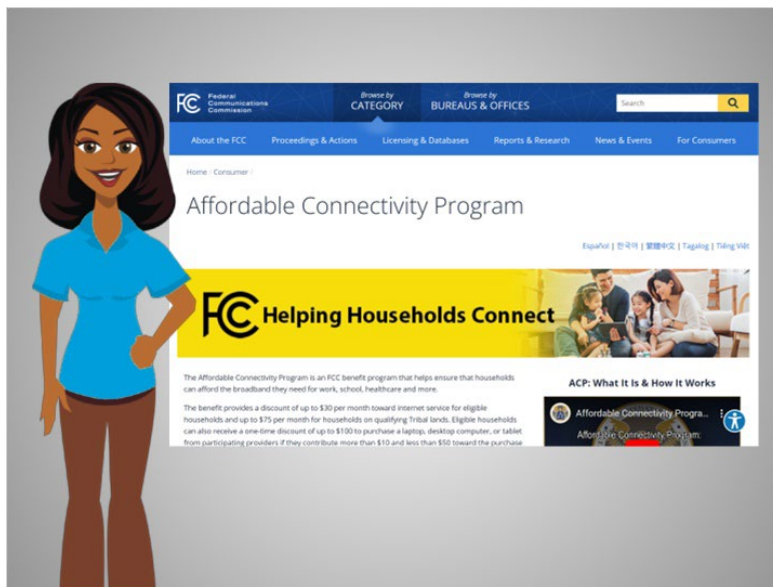 FCC Federal
Communications
Commission
Browse by
CATEGORY
Browse by
BUREAUS & OFFICES
Search
About the FCC Proceedings & Actions Licensing & Databases Reports & Research News & Events For Consumers
Home / Consumer /
Affordable Connectivity Program
Español | 한국어 | 繁體中文 | Tagalog | Tiếng Việt
FCC Helping Households Connect
The Affordable Connectivity Program is an FCC benefit program that helps ensure that households
can afford the broadband they need for work, school, healthcare and more.
The benefit provides a discount of up to $30 per month toward internet service for eligible
households and up to $75 per month for households on qualifying Tribal lands. Eligible households
can also receive a one-time discount of up to $100 to purchase a laptop, desktop computer, or tablet
from participating providers if they contribute more than $10 and less than $50 toward the purchase
ACP: What It Is & How It Works
Affordable Connectivity Progra...
Affordable Connectivity Program: